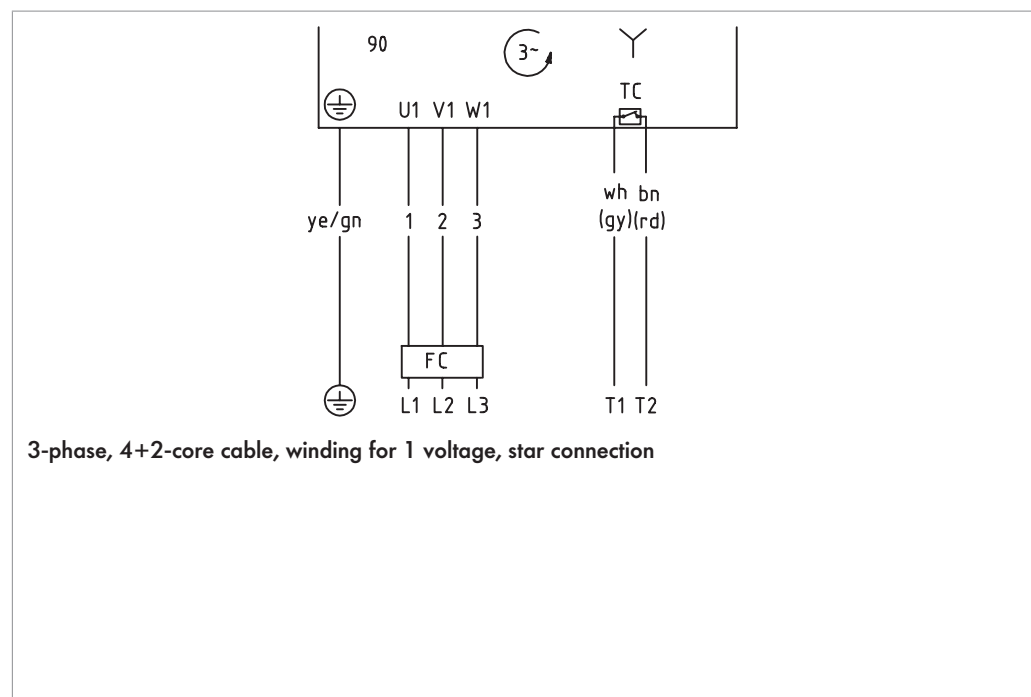 90
3~
TC
U1 V1 W1
wh bn
ye/gn 1 2 3 (gy)(rd)
FC
L1 L2 L3 T1 T2
3-phase, 4+2-core cable, winding for 1 voltage, star connection